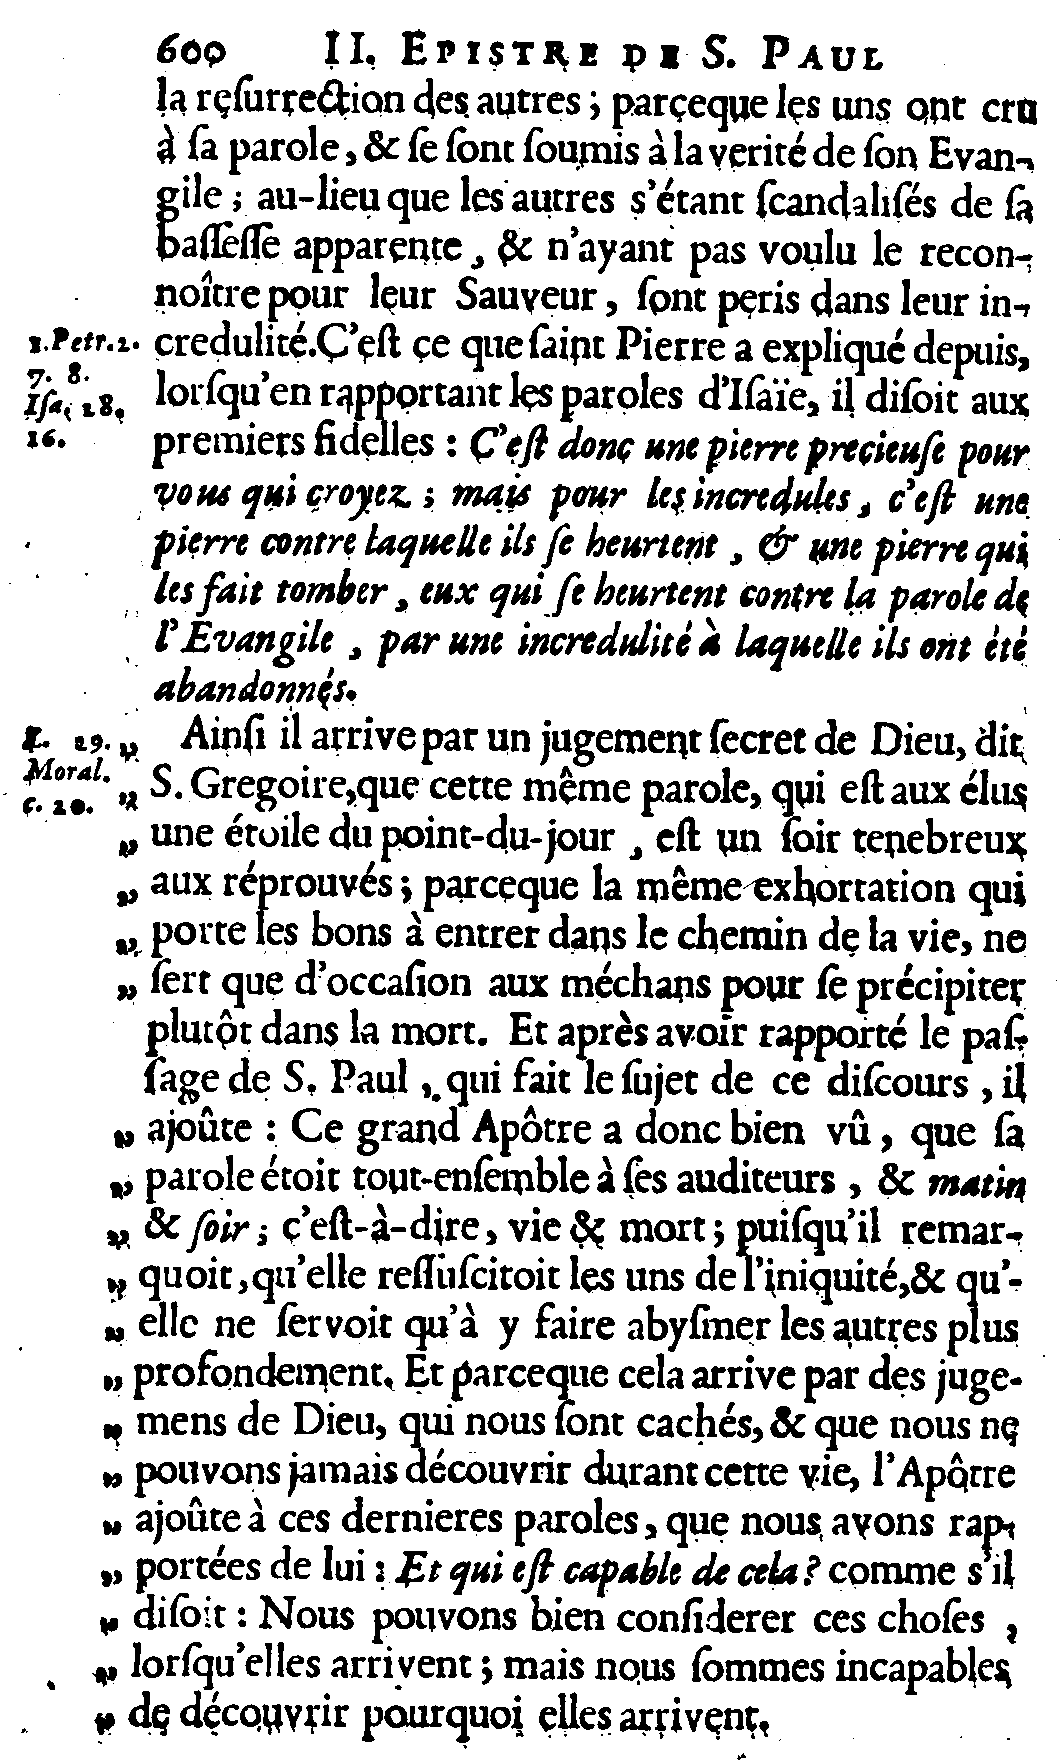 600 II. EPISTRE DE S. PAUL
la resurrection des autres ; parceque les uns ont cru
à ſa parole, & ſe ſont ſoumis à la verité de ſon Evan-
gile ; au-lieu que les autres s'étant ſcandaliſés de ſa
baſſeſſe apparente, & n'ayant pas voulu le recon-
noître pour leur Sauveur, ſont peris dans leur in-
1. Petr. 2. credulité. C'eſt ce que ſaint Pierre a expliqué depuis,
7. 8.
Iſa. 28. lorſqu'en rapportant les paroles d'Iſaïe, il diſoit aux
16. premiers fidelles : C'eſt donc une pierre precieuſe pour
vous qui croyez ; mais pour les incredules, c'eſt une
pierre contre laquelle ils ſe heurtent, & une pierre qui
les fait tomber, eux qui ſe heurtent contre la parole de
l'Evangile, par une incredulité à laquelle ils ont été
abandonnés.
L. 29. „ Ainſi il arrive par un jugement ſecret de Dieu, dit
Moral.
c. 20. „ S. Gregoire, que cette même parole, qui eſt aux élus
„ une étoile du point-du-jour, eſt un ſoir tenebreux
„ aux réprouvés ; parceque la même exhortation qui
„ porte les bons à entrer dans le chemin de la vie, ne
„ ſert que d'occaſion aux méchans pour ſe précipiter
plutôt dans la mort. Et après avoir rapporté le paſ-
ſage de S. Paul, qui fait le ſujet de ce diſcours, il
„ ajoûte : Ce grand Apôtre a donc bien vû, que ſa
„ parole étoit tout-enſemble à ſes auditeurs, & matin
„ & ſoir ; c'eſt-à-dire, vie & mort ; puiſqu'il remar-
„ quoit, qu'elle reſſuſcitoit les uns de l'iniquité, & qu'-
„ elle ne ſervoit qu'à y faire abyſmer les autres plus
„ profondement. Et parceque cela arrive par des juge-
„ mens de Dieu, qui nous ſont cachés, & que nous ne
„ pouvons jamais découvrir durant cette vie, l'Apôtre
„ ajoûte à ces dernieres paroles, que nous avons rap-
„ portées de lui : Et qui eſt capable de cela ? comme s'il
„ diſoit : Nous pouvons bien conſiderer ces choſes,
„ lorſqu'elles arrivent ; mais nous ſommes incapables
„ de découvrir pourquoi elles arrivent.